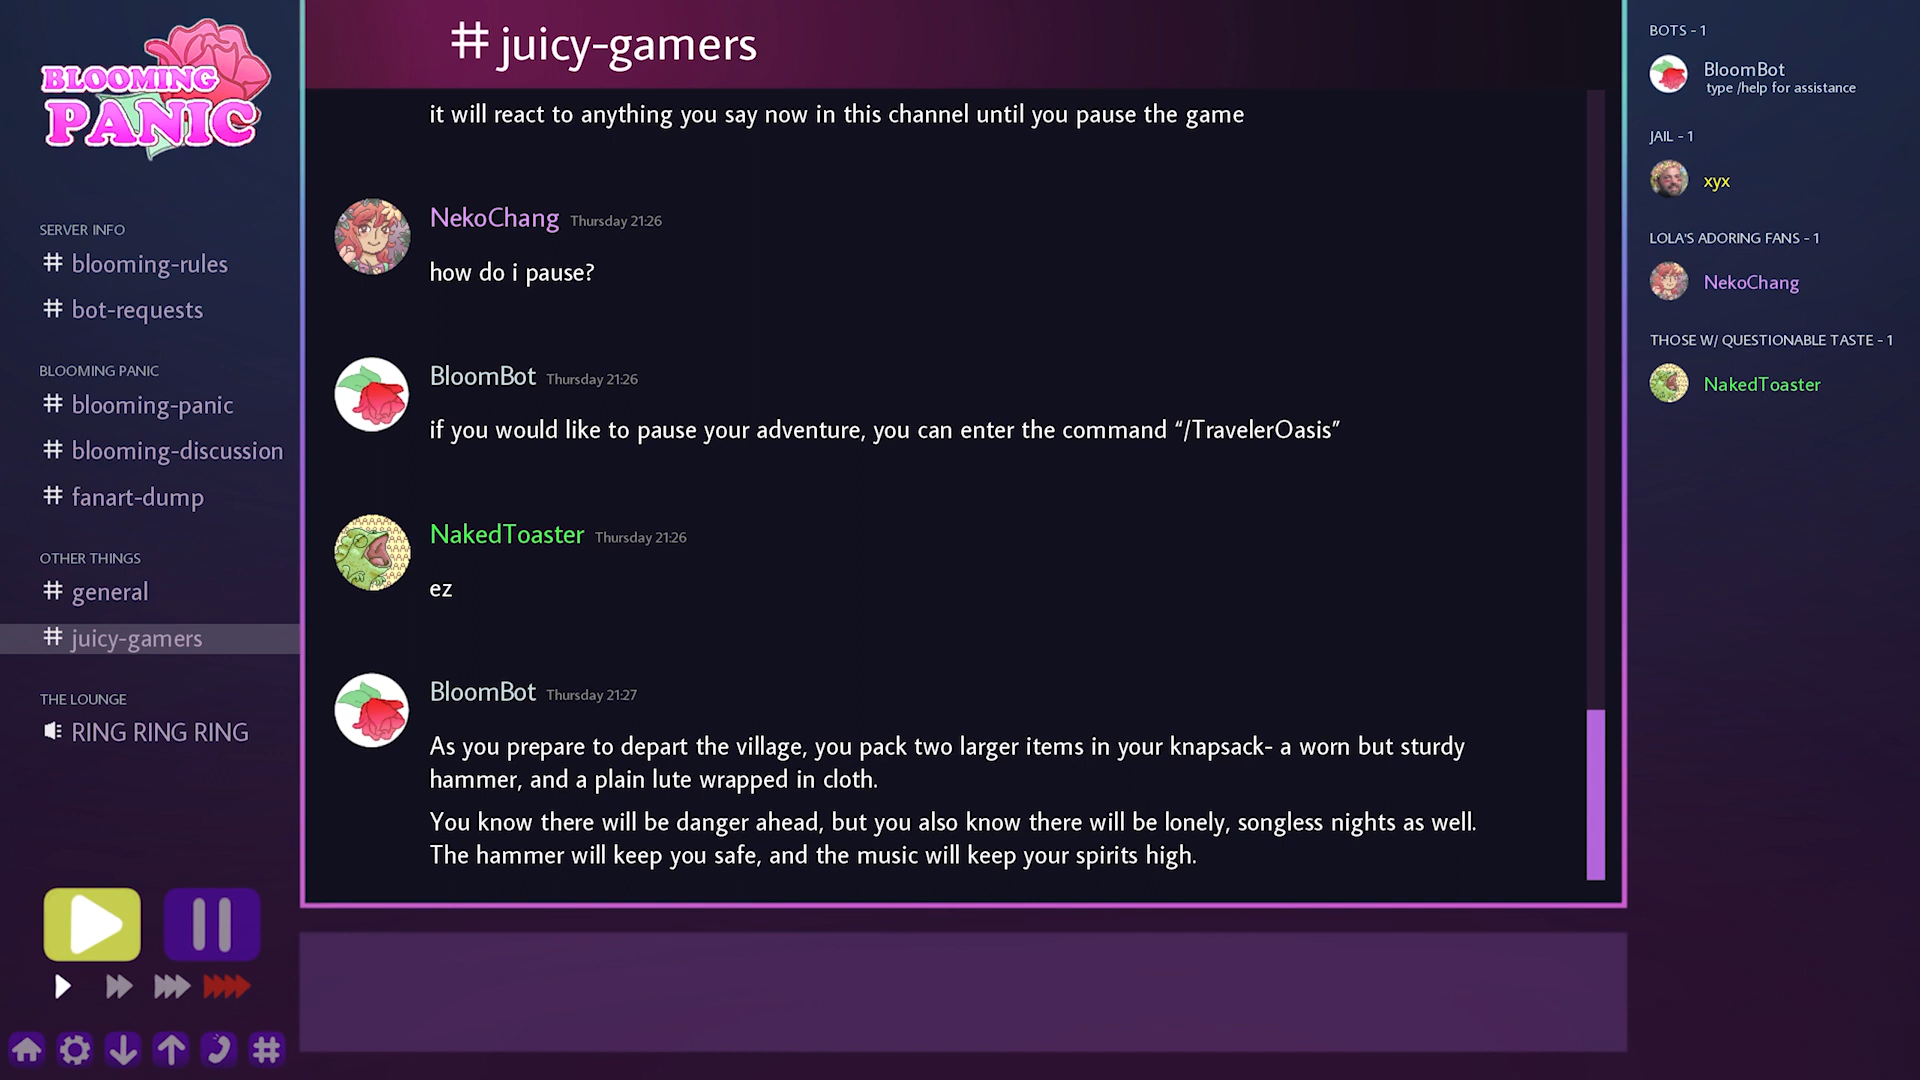 BLOOMING
PANIC
SERVER INFO
# blooming-rules
# bot-requests
BLOOMING PANIC
# blooming-panic
# blooming-discussion
# fanart-dump
OTHER THINGS
# general
# juicy-gamers
THE LOUNGE
RING RING RING
# juicy-gamers
it will react to anything you say now in this channel until you pause the game
NekoChang Thursday 21:26
how do i pause?
BloomBot Thursday 21:26
if you would like to pause your adventure, you can enter the command “/TravelerOasis”
NakedToaster Thursday 21:26
ez
BloomBot Thursday 21:27
As you prepare to depart the village, you pack two larger items in your knapsack- a worn but sturdy
hammer, and a plain lute wrapped in cloth.
You know there will be danger ahead, but you also know there will be lonely, songless nights as well.
The hammer will keep you safe, and the music will keep your spirits high.
BOTS - 1
BloomBot
type /help for assistance
JAIL - 1
xyx
LOLA'S ADORING FANS - 1
NekoChang
THOSE W/ QUESTIONABLE TASTE - 1
NakedToaster